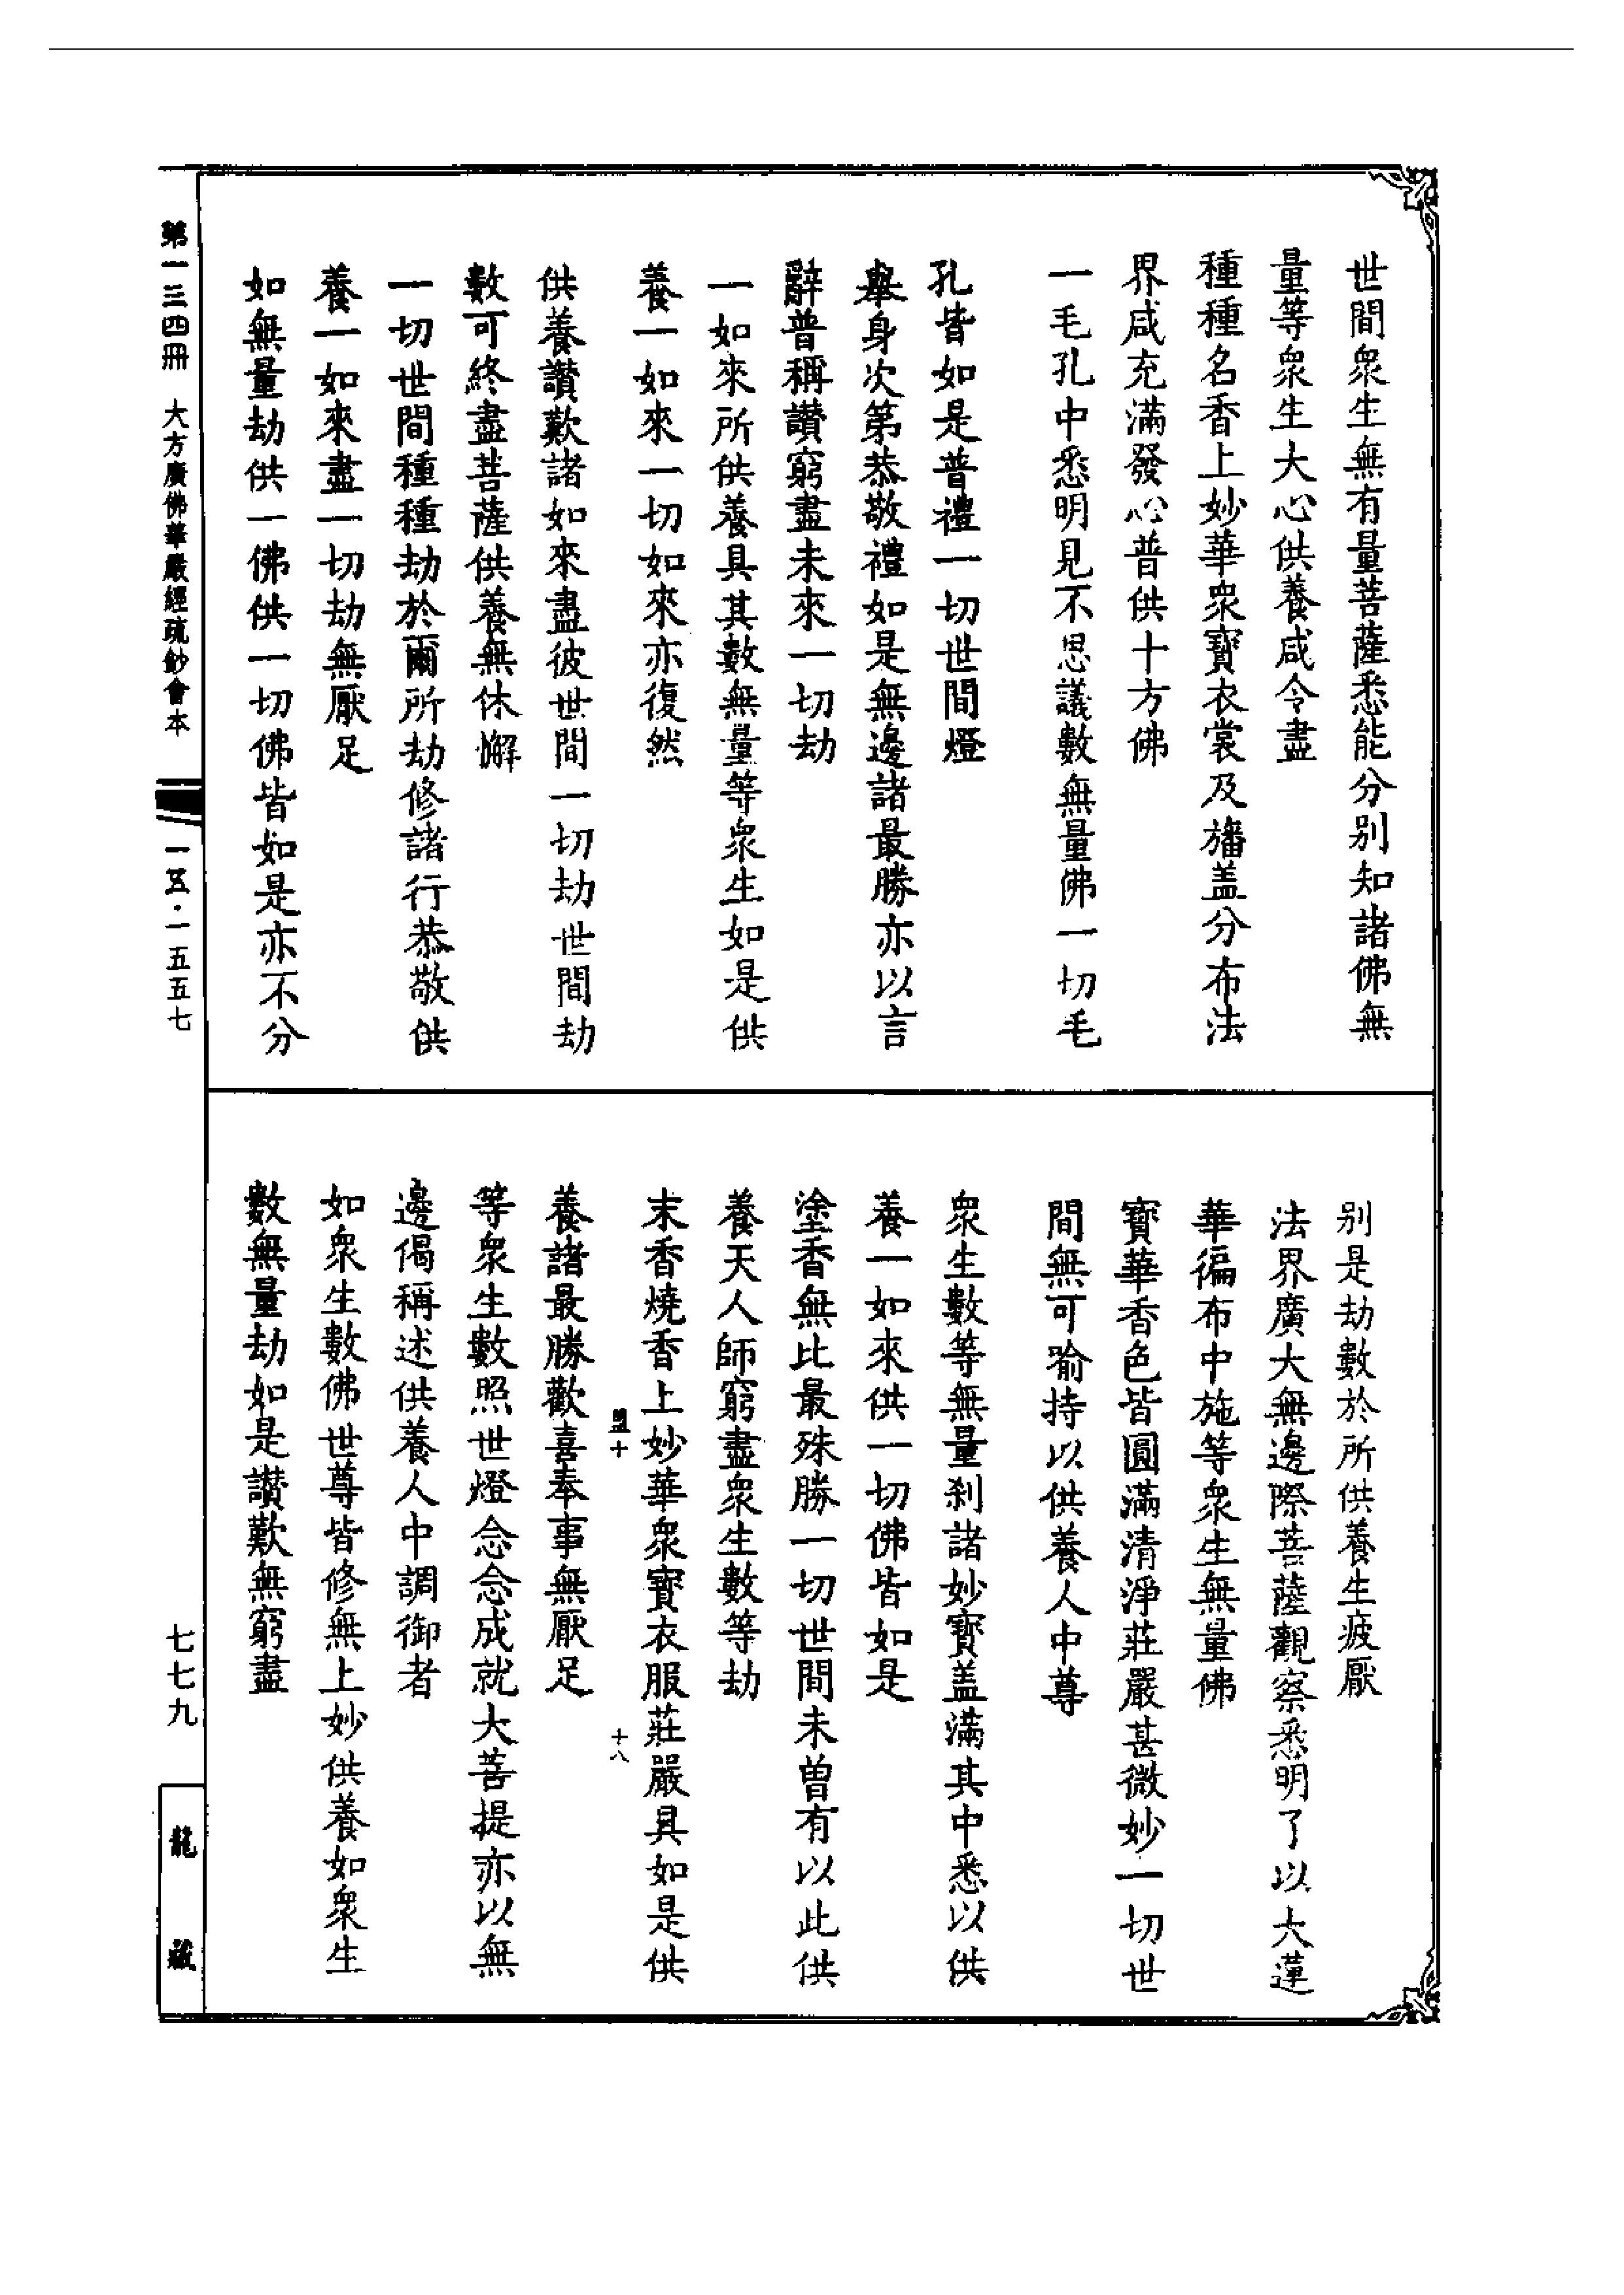 世間衆生無有量菩薩悉能分别知諸佛無
量等衆生大心供養咸令盡
種種名香上妙華衆寶衣裳及旛盖分布法
界咸充滿發心普供十方佛
一毛孔中悉明見不思議數無量佛一切毛
孔皆如是普禮一切世間燈
舉身次第恭敬禮如是無邊諸最勝亦以言
辭普稱讚窮盡未來一切劫
一如來所供養具其數無量等衆生如是供
養一如來一切如來亦復然
供養讚歎諸如來盡彼世間一切劫世間劫
數可終盡菩薩供養無休懈
一切世間種種劫於爾所劫修諸行恭敬供
養一如來盡一切劫無厭足
如無量劫供一佛供一切佛皆如是亦不分
别是劫數於所供養生疲厭
法界廣大無邊際菩薩觀察悉明了以大蓮
華徧布中施等衆生無量佛
寶華香色皆圓滿清淨莊嚴甚微妙一切世
間無可喻持以供養人中尊
衆生數等無量刹諸妙寶盖滿其中悉以供
養一如來供一切佛皆如是
塗香無比最殊勝一切世間未曾有以此供
養天人師窮盡衆生數等劫
末香燒香上妙華衆寶衣服莊嚴具如是供
盟十 十八
養諸最勝歡喜奉事無厭足
等衆生數照世燈念念成就大菩提亦以無
邊偈稱述供養人中調御者
如衆生數佛世尊皆修無上妙供養如衆生
數無量劫如是讚歎無窮盡
第一三四冊 大方廣佛華嚴經疏鈔會本 一五·一五五七
七七九
龍藏